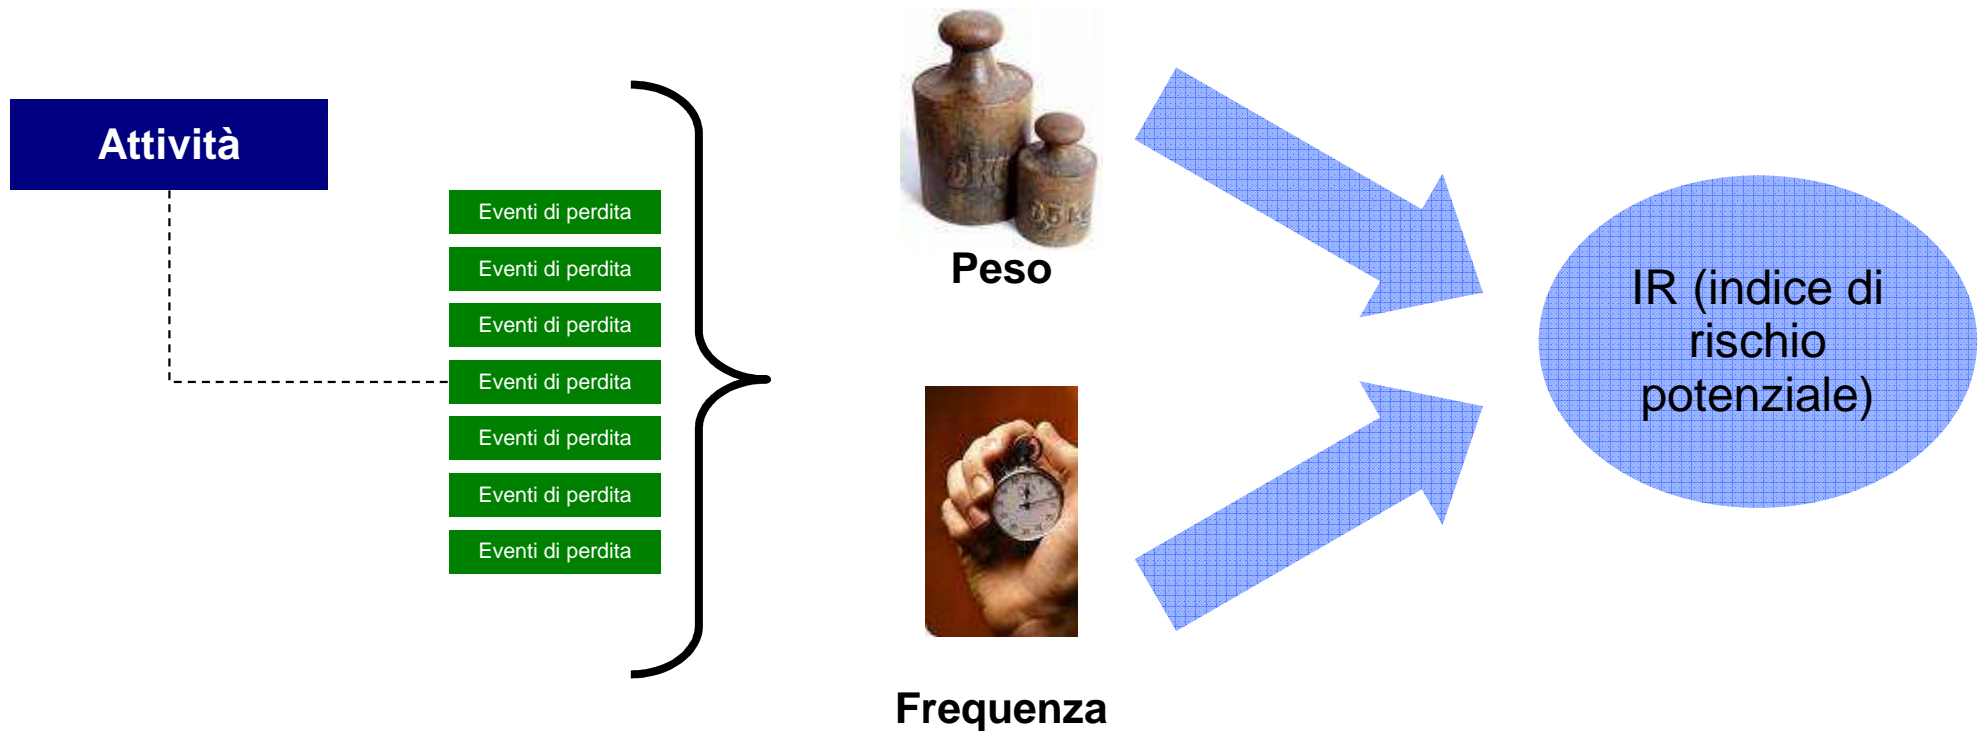 Attività
Eventi di perdita
Eventi di perdita
Eventi di perdita
Eventi di perdita
Eventi di perdita
Eventi di perdita
Eventi di perdita
Peso
Frequenza
IR (indice di
rischio
potenziale)